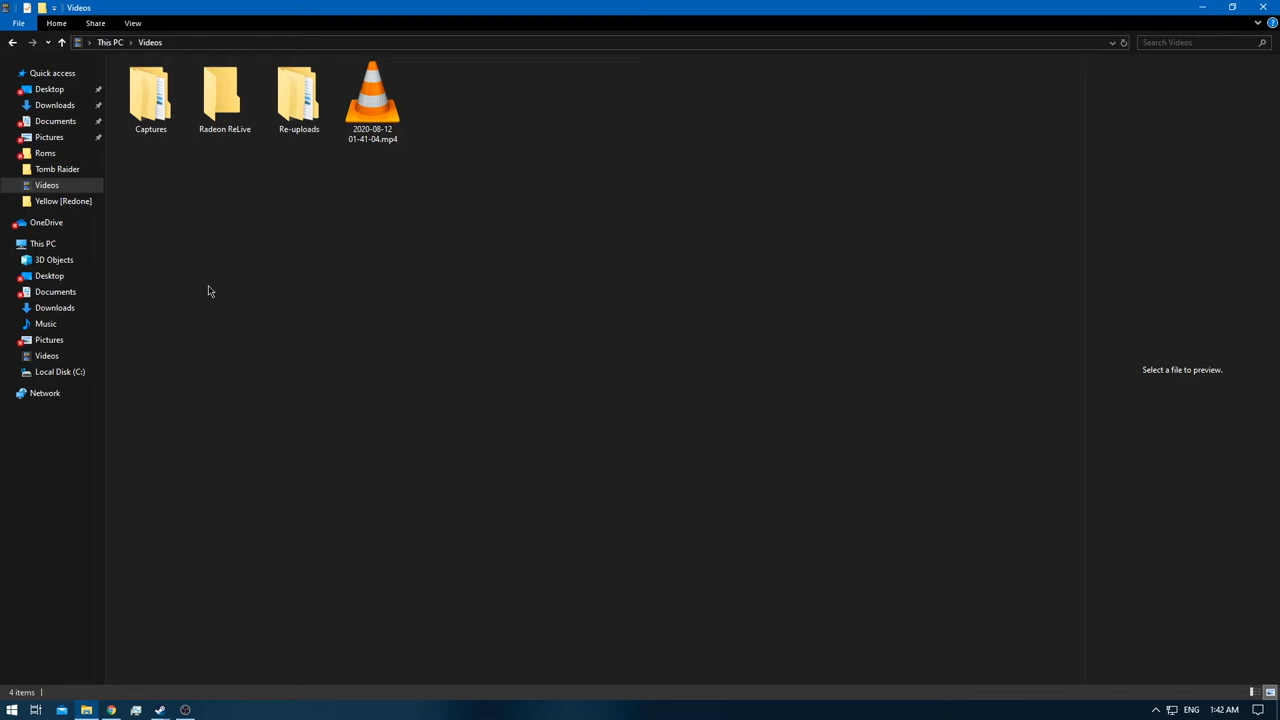 Videos
File Home Share View
This PC Videos
Search Videos
Quick access
Desktop
Downloads
Documents
Pictures
Roms
Tomb Raider
Videos
Yellow [Redone]
OneDrive
This PC
3D Objects
Desktop
Documents
Downloads
Music
Pictures
Videos
Local Disk (C:)
Network
Captures
Radeon ReLive
Re-uploads
2020-08-12
01-41-04.mp4
Select a file to preview.
4 items
ENG 1:42 AM